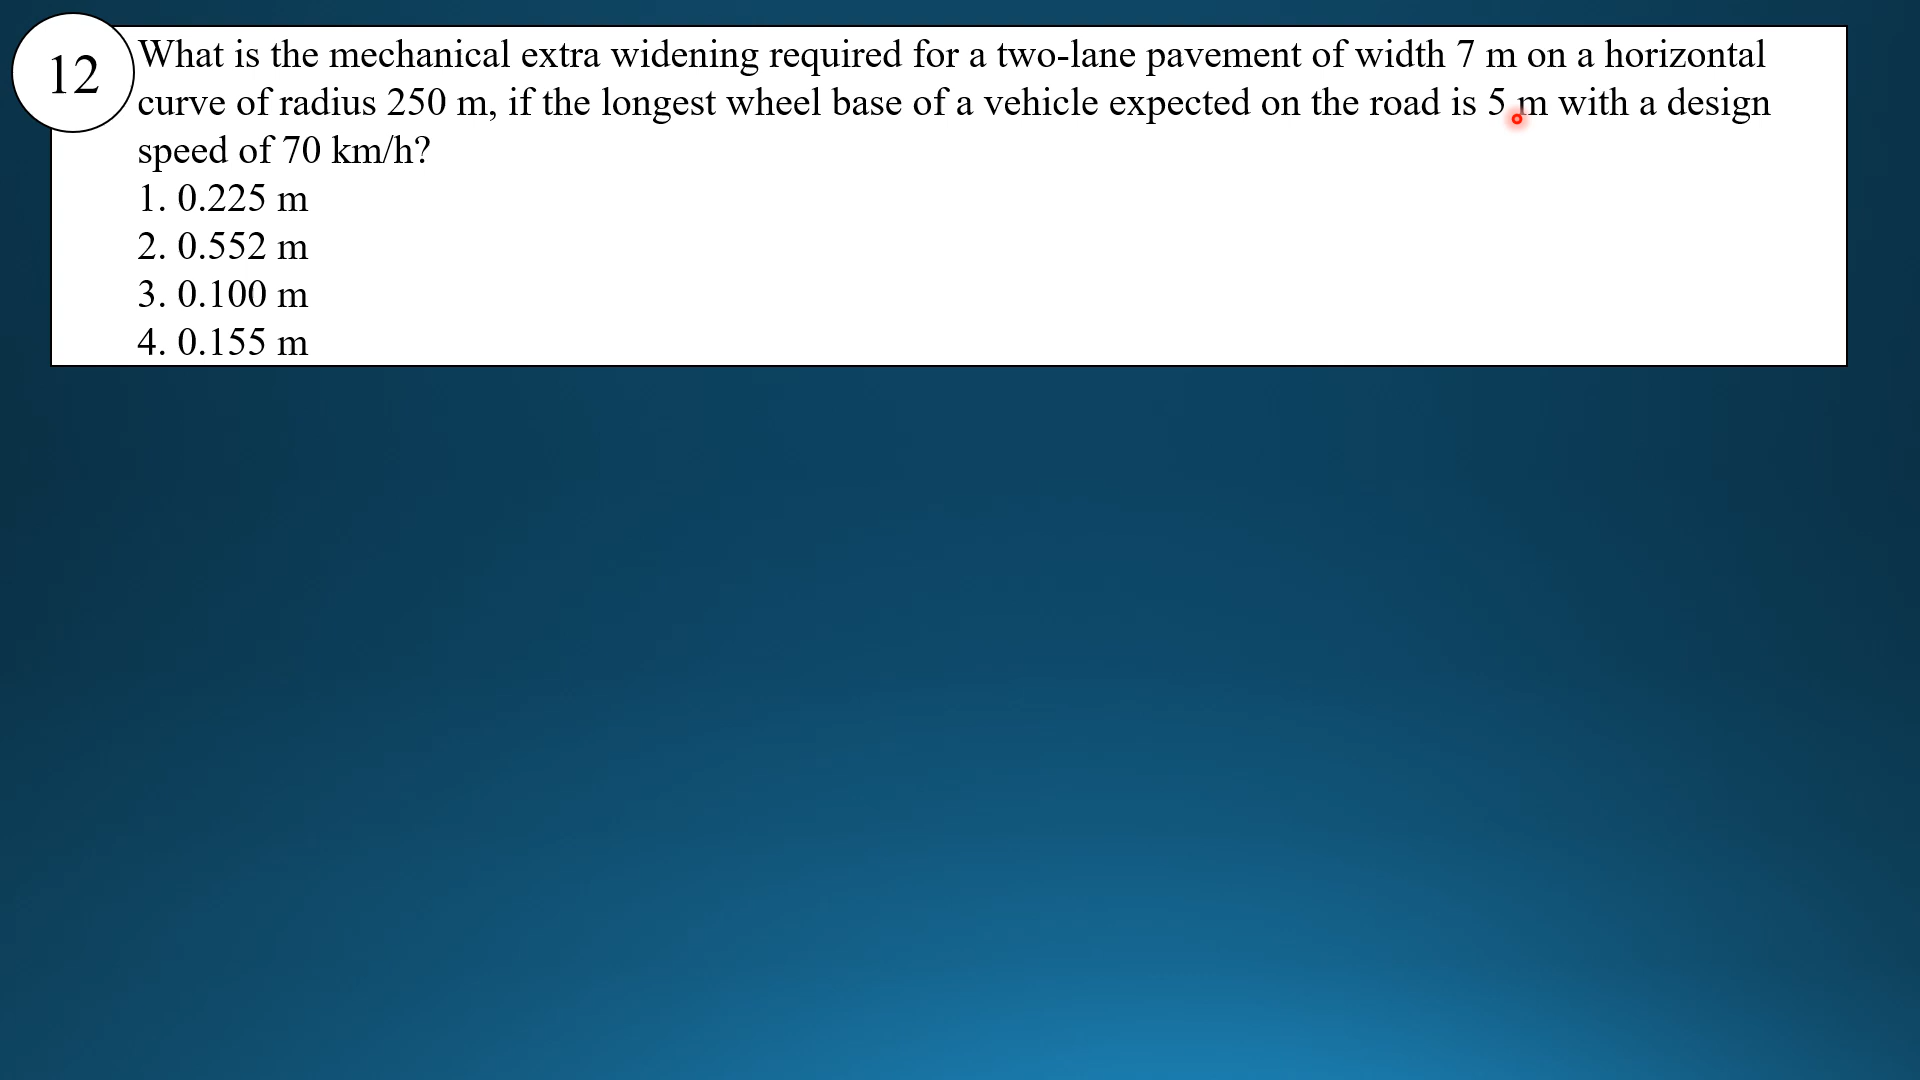 12
What is the mechanical extra widening required for a two-lane pavement of width 7 m on a horizontal
curve of radius 250 m, if the longest wheel base of a vehicle expected on the road is 5 m with a design
speed of 70 km/h?
1. 0.225 m
2. 0.552 m
3. 0.100 m
4. 0.155 m